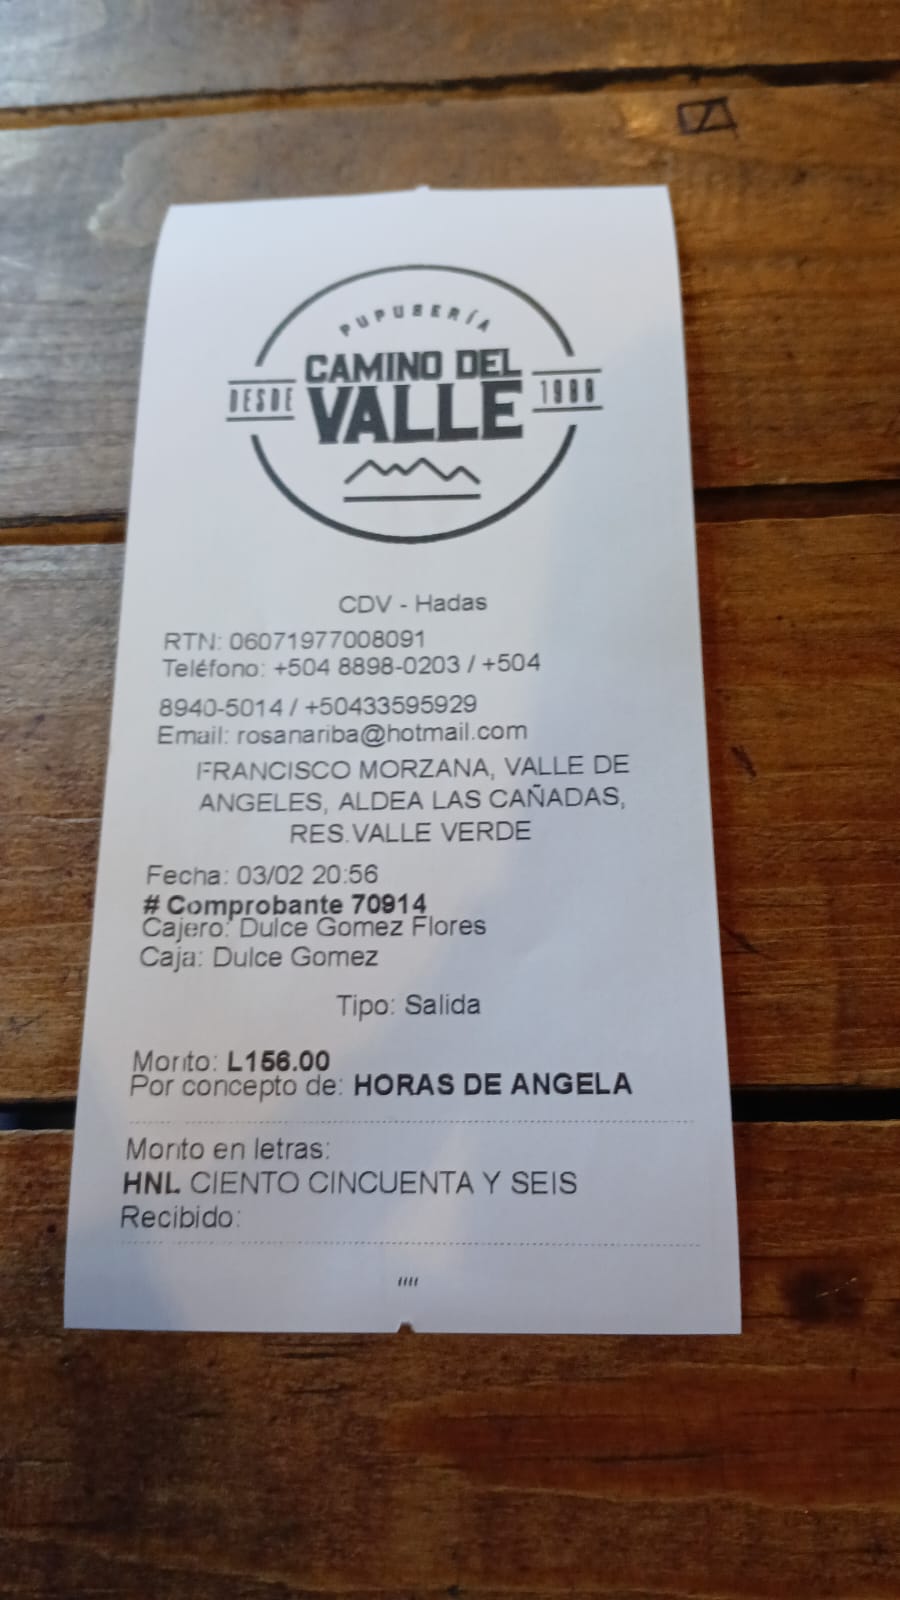 PUPUSERÍA
CAMINO DEL
DESDE VALLE 1988
CDV - Hadas
RTN: 06071977008091
Teléfono: +504 8898-0203 / +504
8940-5014 / +50433595929
Email: rosanariba@hotmail.com
FRANCISCO MORZANA, VALLE DE
ANGELES, ALDEA LAS CAÑADAS,
RES.VALLE VERDE
Fecha: 03/02 20:56
# Comprobante 70914
Cajero: Dulce Gomez Flores
Caja: Dulce Gomez
Tipo: Salida
Monto: L156.00
Por concepto de: HORAS DE ANGELA
Monto en letras:
HNL CIENTO CINCUENTA Y SEIS
Recibido: